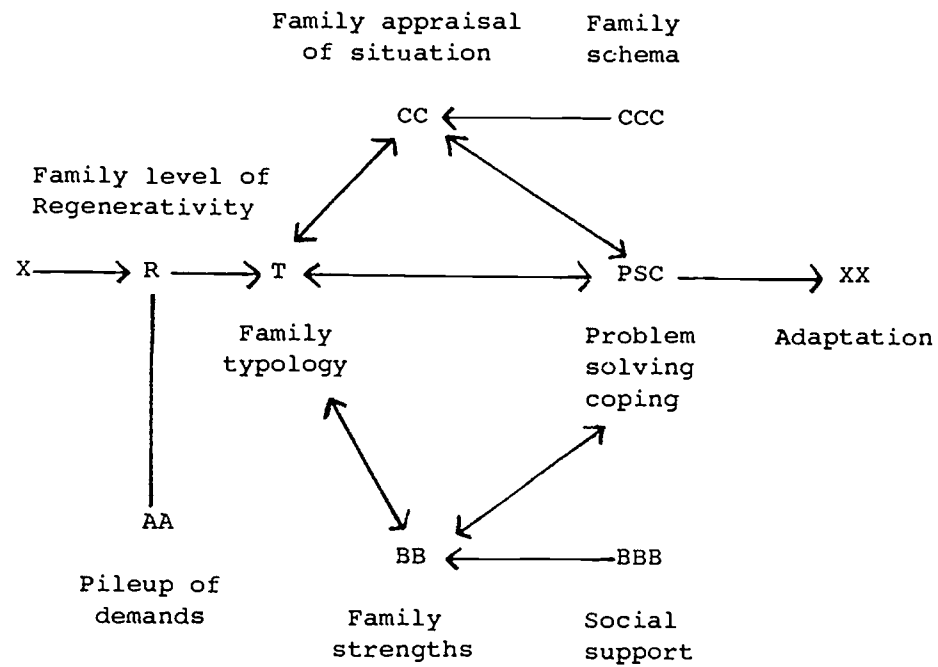 Family appraisal
of situation
Family
schema
CC
CCC
Family level of
Regenerativity
X
R
T
PSC
XX
Family
typology
Problem
solving
coping
Adaptation
AA
BB
BBB
Pileup of
demands
Family
strengths
Social
support